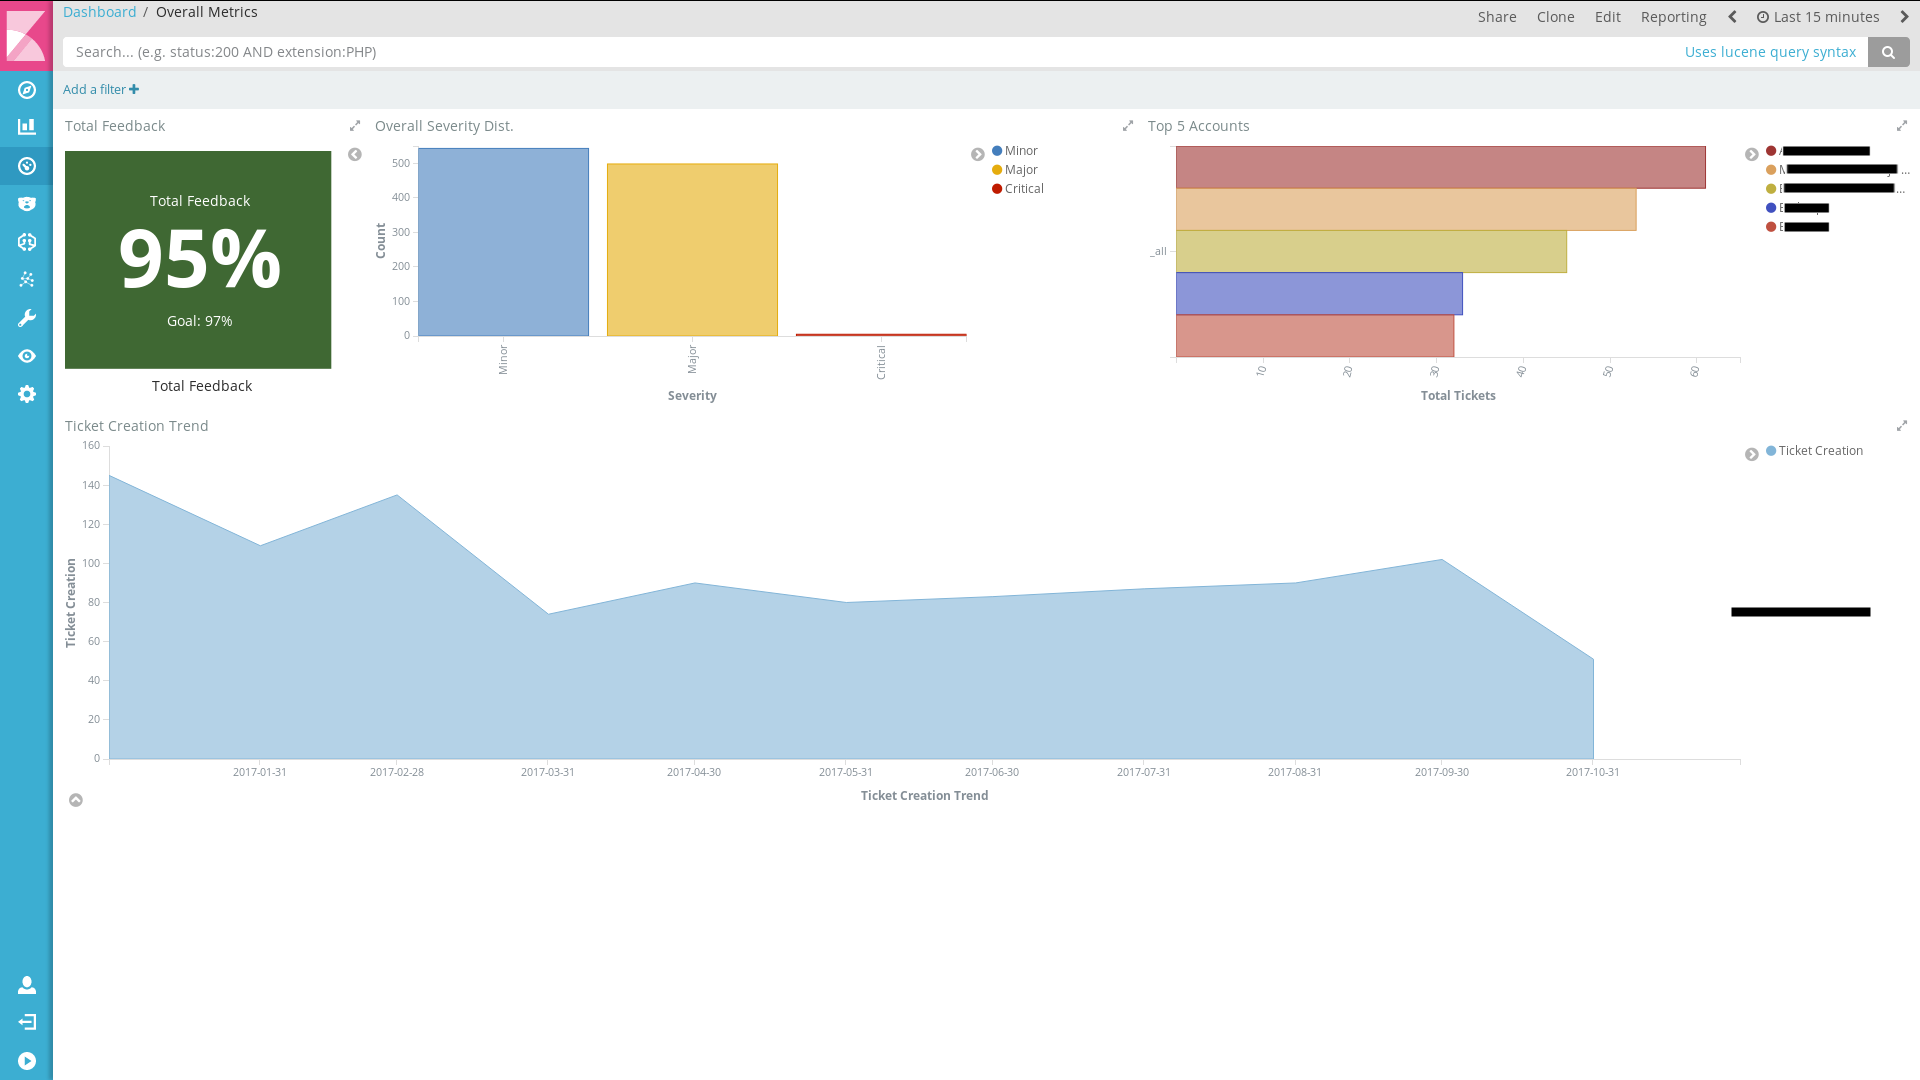 Dashboard / Overall Metrics
Share Clone Edit Reporting Last 15 minutes
Search... (e.g. status:200 AND extension:PHP)
Uses lucene query syntax
Add a filter
Total Feedback
Total Feedback
95%
Goal: 97%
Total Feedback
Overall Severity Dist.
500
400
300
200
100
0
Count
Minor
Major
Critical
Severity
Minor
Major
Critical
Top 5 Accounts
_all
10
20
30
40
50
60
Total Tickets
Ticket Creation Trend
160
140
120
100
80
60
40
20
0
Ticket Creation
2017-01-31
2017-02-28
2017-03-31
2017-04-30
2017-05-31
2017-06-30
2017-07-31
2017-08-31
2017-09-30
2017-10-31
Ticket Creation Trend
Ticket Creation